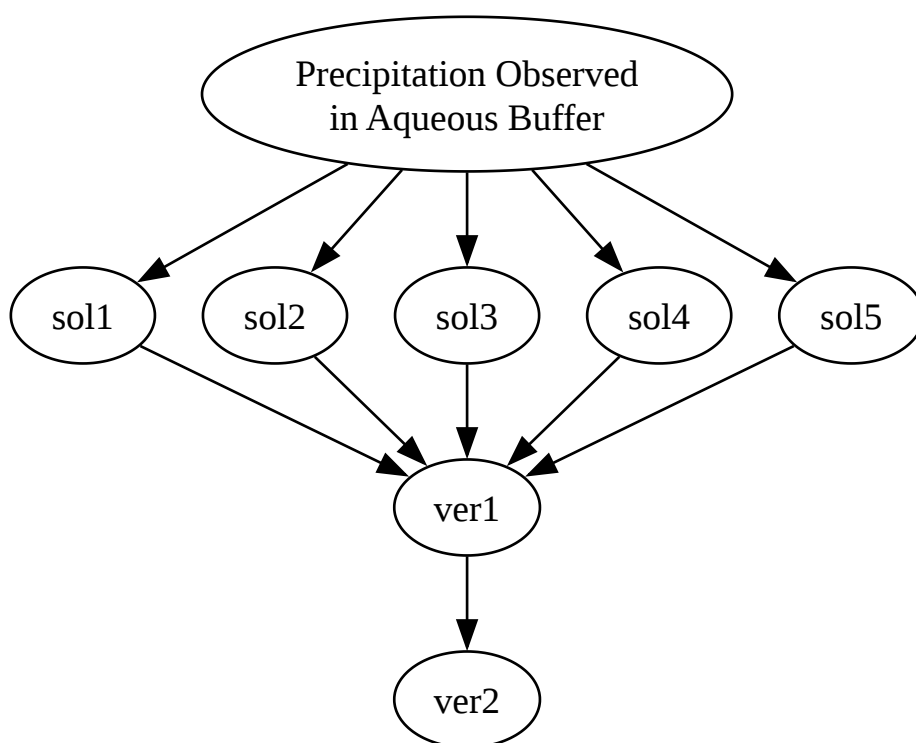 Precipitation Observed
in Aqueous Buffer
sol1
sol2
sol3
sol4
sol5
ver1
ver2